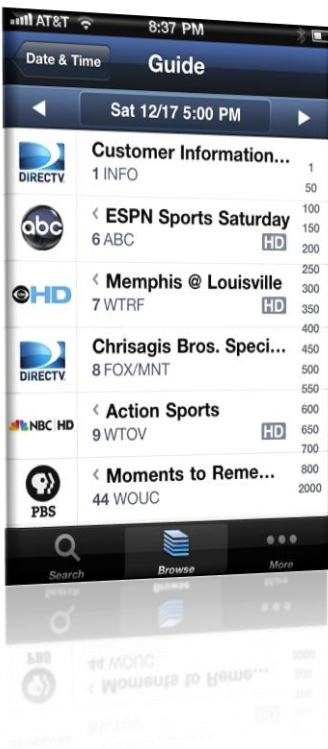 AT&T 8:37 PM
Date & Time
Guide
Sat 12/17 5:00 PM
DIRECTV
Customer Information...
1 INFO
abc
ESPN Sports Saturday
6 ABC HD
HD
Memphis @ Louisville
7 WTRF HD
DIRECTV
Chrisagis Bros. Speci...
8 FOX/MNT
NBC HD
Action Sports
9 WTOV HD
PBS
Moments to Reme...
44 WOUC
1
50
100
150
200
250
300
350
400
450
500
550
600
650
700
800
2000
Search
Browse
More